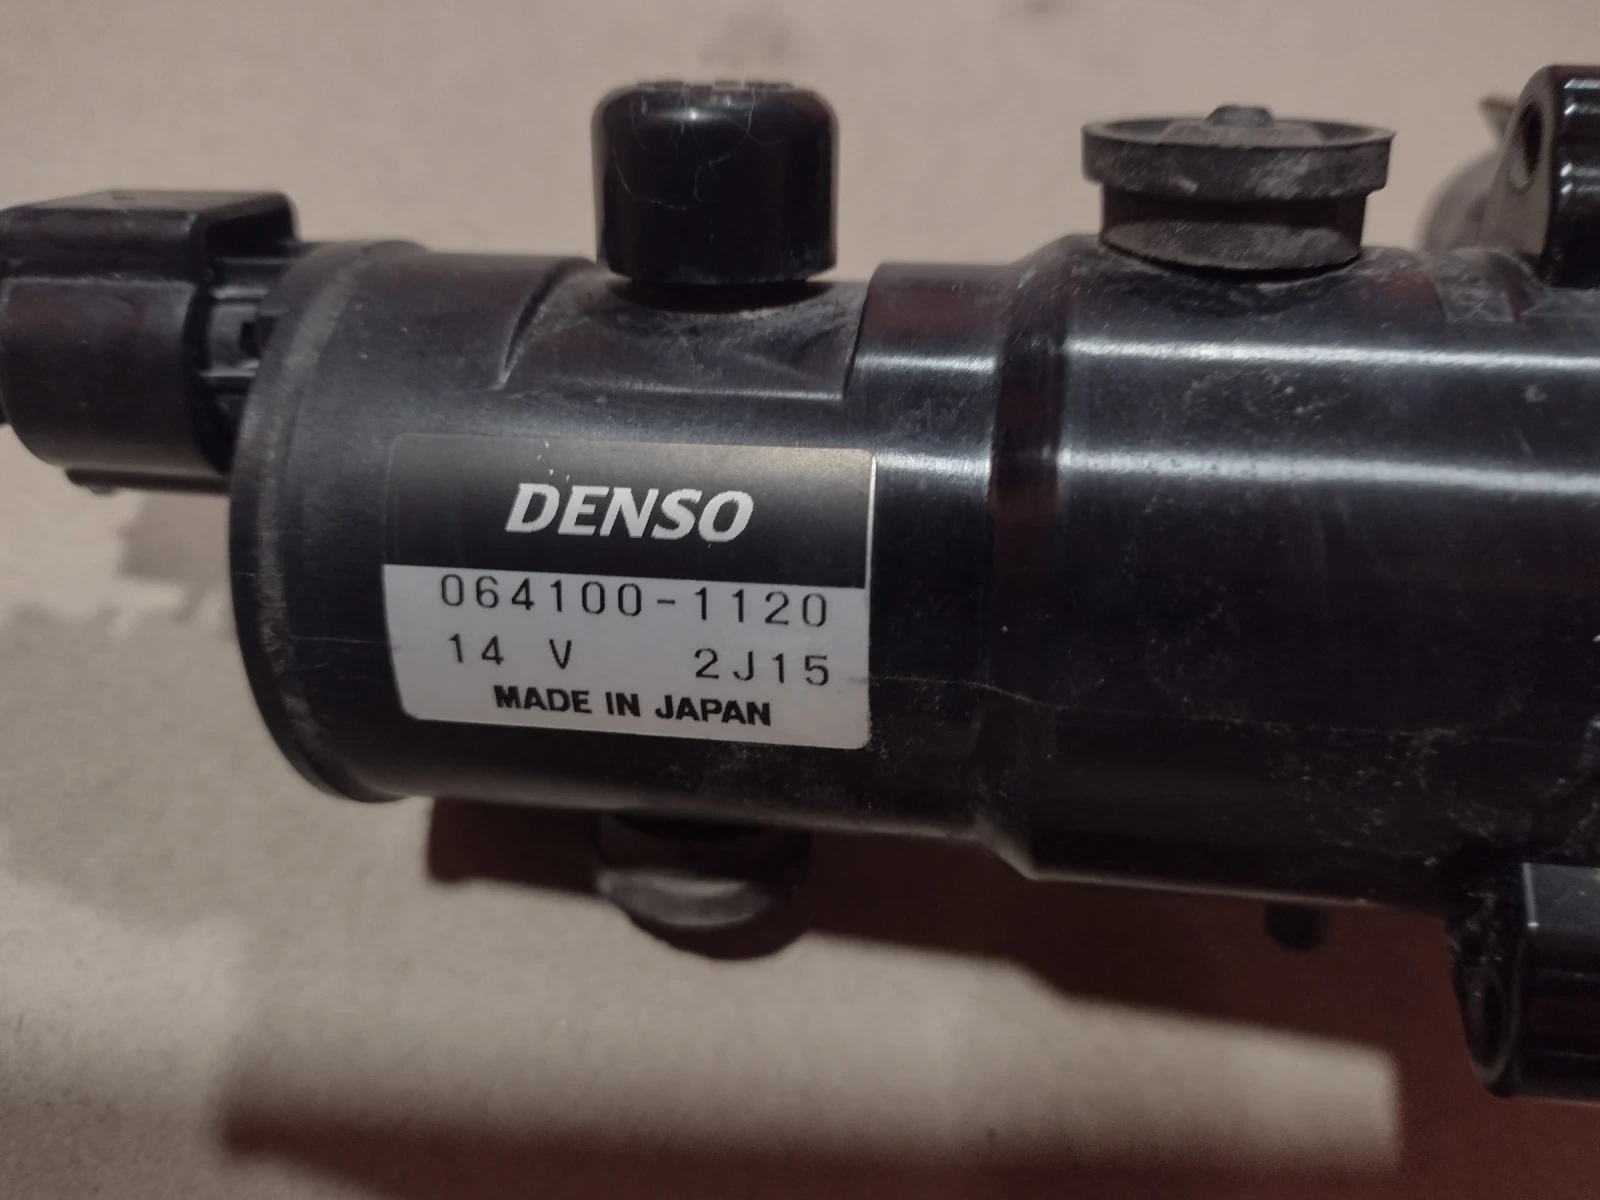 DENSO
064100-1120
14 V 2J15
MADE IN JAPAN